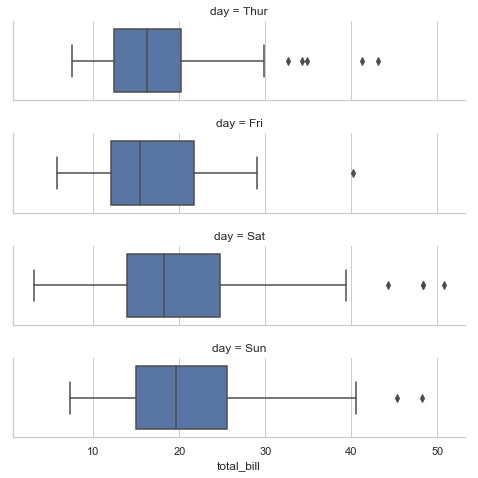 day = Thur
day = Fri
day = Sat
day = Sun
10 20 30 40 50
total_bill